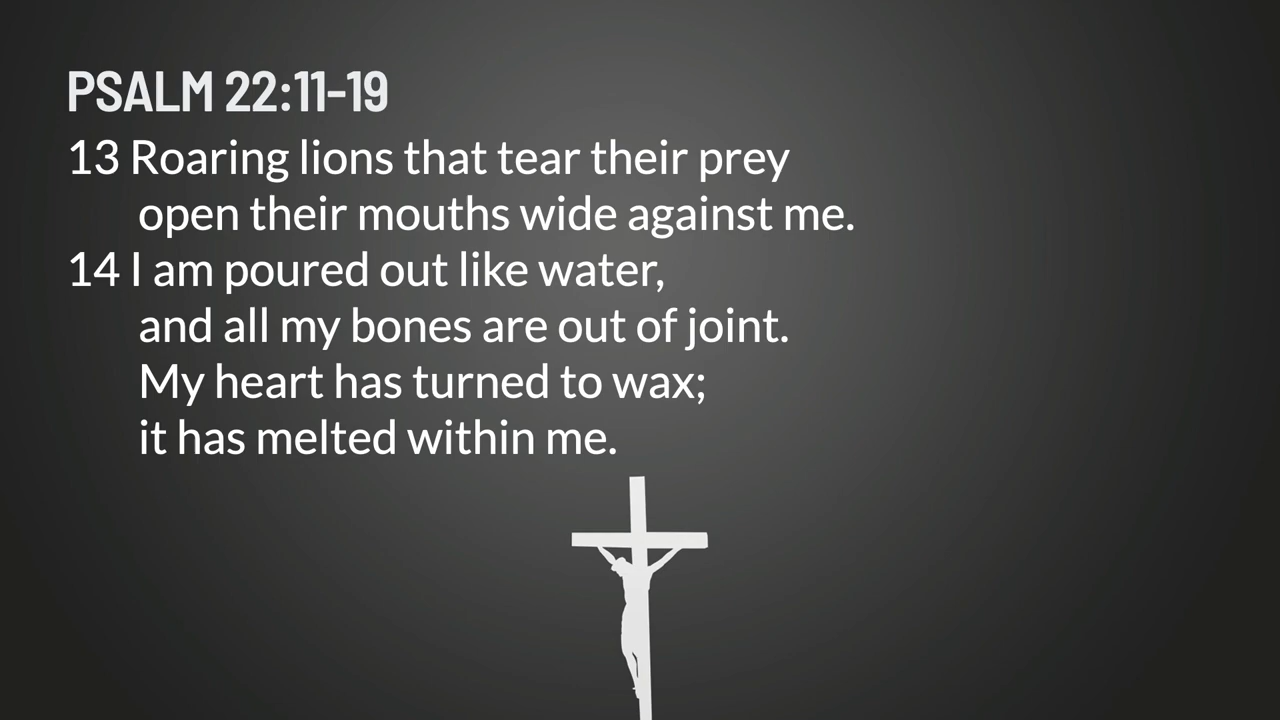 PSALM 22:11-19
13 Roaring lions that tear their prey
open their mouths wide against me.
14 I am poured out like water,
and all my bones are out of joint.
My heart has turned to wax;
it has melted within me.